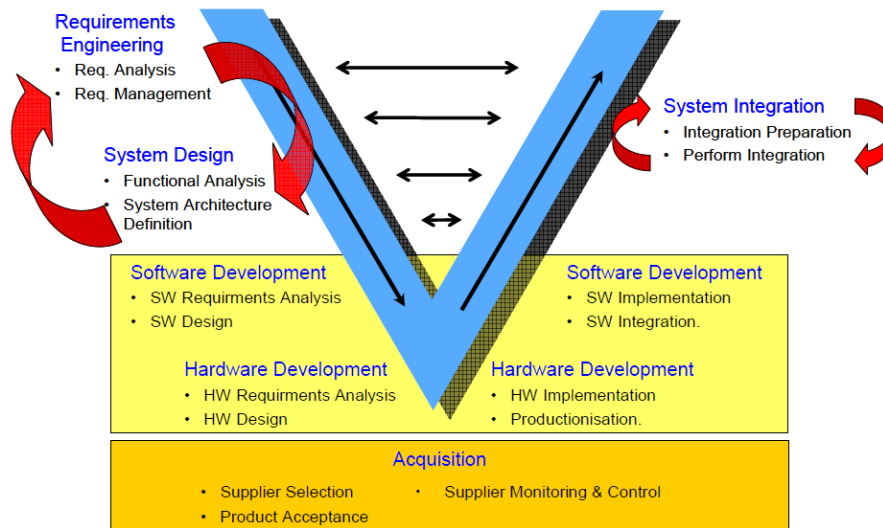 Requirements
Engineering
• Req. Analysis
• Req. Management
System Design
• Functional Analysis
• System Architecture
Definition
System Integration
• Integration Preparation
• Perform Integration
Software Development
• SW Requirments Analysis
• SW Design
Software Development
• SW Implementation
• SW Integration.
Hardware Development
• HW Requirments Analysis
• HW Design
Hardware Development
• HW Implementation
• Productionisation.
Acquisition
• Supplier Selection
• Product Acceptance
• Supplier Monitoring & Control